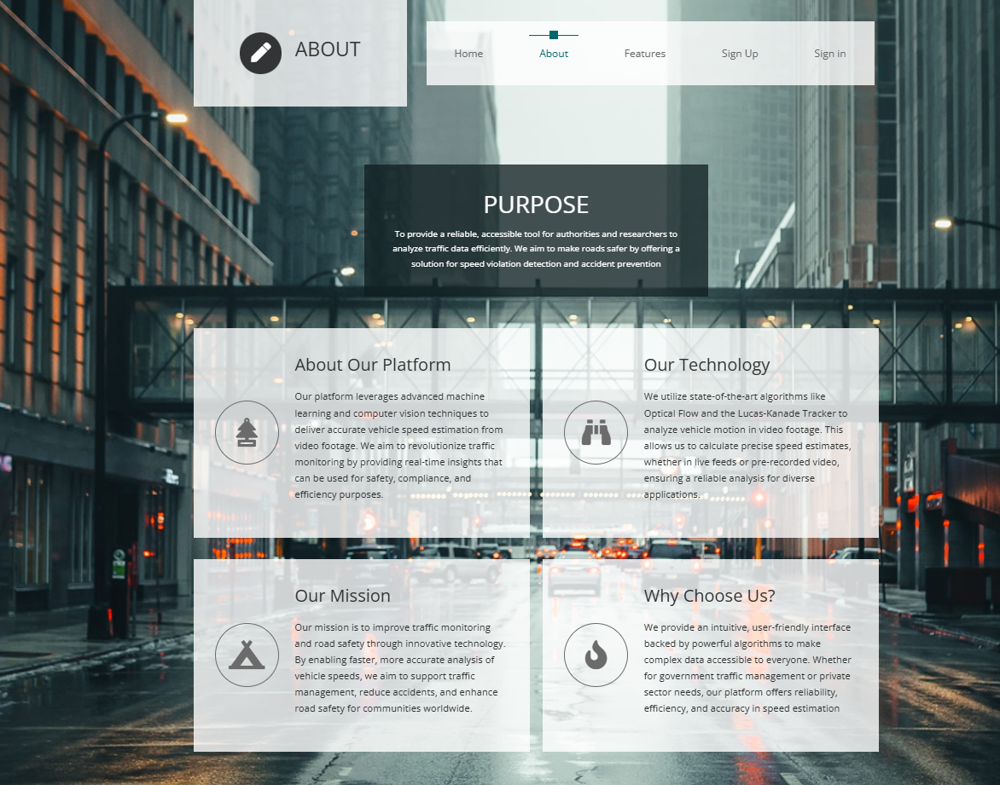 ABOUT
Home
About
Features
Sign Up
Sign in
PURPOSE
To provide a reliable, accessible tool for authorities and researchers to
analyze traffic data efficiently. We aim to make roads safer by offering a
solution for speed violation detection and accident prevention
About Our Platform
Our platform leverages advanced machine
learning and computer vision techniques to
deliver accurate vehicle speed estimation from
video footage. We aim to revolutionize traffic
monitoring by providing real-time insights that
can be used for safety, compliance, and
efficiency purposes.
Our Technology
We utilize state-of-the-art algorithms like
Optical Flow and the Lucas-Kanade Tracker to
analyze vehicle motion in video footage. This
allows us to calculate precise speed estimates,
whether in live feeds or pre-recorded video,
ensuring a reliable analysis for diverse
applications.
Our Mission
Our mission is to improve traffic monitoring
and road safety through innovative technology.
By enabling faster, more accurate analysis of
vehicle speeds, we aim to support traffic
management, reduce accidents, and enhance
road safety for communities worldwide.
Why Choose Us?
We provide an intuitive, user-friendly interface
backed by powerful algorithms to make
complex data accessible to everyone. Whether
for government traffic management or private
sector needs, our platform offers reliability,
efficiency, and accuracy in speed estimation